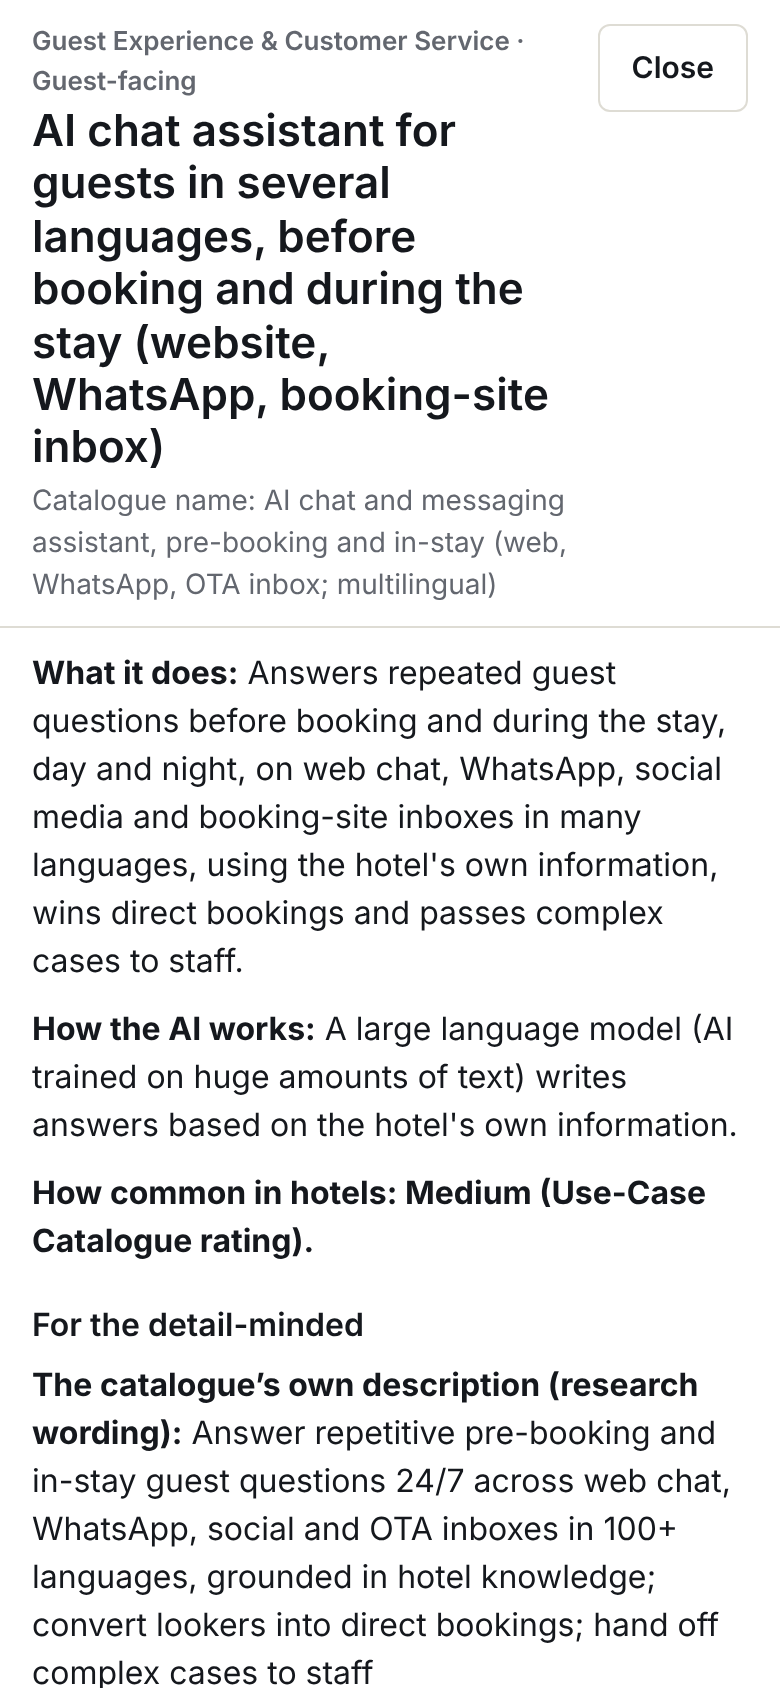 Guest Experience & Customer Service ·
Guest-facing
Close
AI chat assistant for
guests in several
languages, before
booking and during the
stay (website,
WhatsApp, booking-site
inbox)
Catalogue name: AI chat and messaging
assistant, pre-booking and in-stay (web,
WhatsApp, OTA inbox; multilingual)
What it does: Answers repeated guest
questions before booking and during the stay,
day and night, on web chat, WhatsApp, social
media and booking-site inboxes in many
languages, using the hotel's own information,
wins direct bookings and passes complex
cases to staff.
How the AI works: A large language model (AI
trained on huge amounts of text) writes
answers based on the hotel's own information.
How common in hotels: Medium (Use-Case
Catalogue rating).
For the detail-minded
The catalogue’s own description (research
wording): Answer repetitive pre-booking and
in-stay guest questions 24/7 across web chat,
WhatsApp, social and OTA inboxes in 100+
languages, grounded in hotel knowledge;
convert lookers into direct bookings; hand off
complex cases to staff